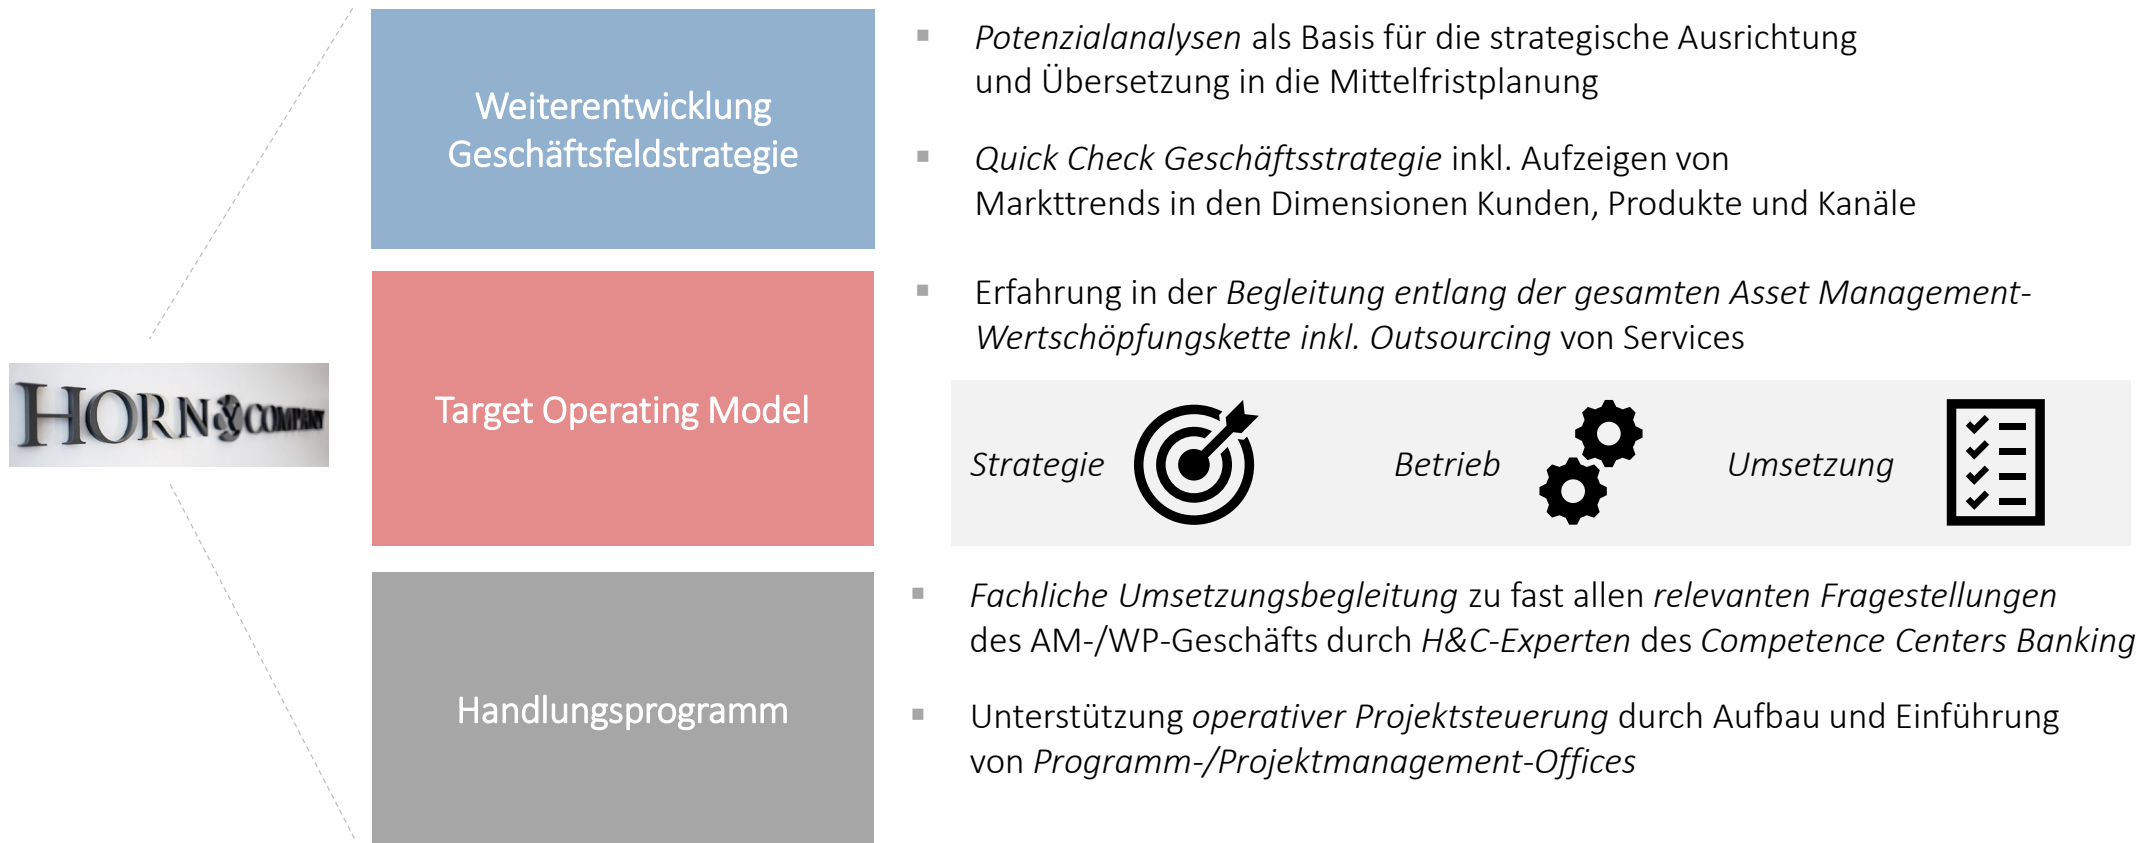 Weiterentwicklung
Geschäftsfeldstrategie
Potenzialanalysen als Basis für die strategische Ausrichtung
und Übersetzung in die Mittelfristplanung
Quick Check Geschäftsstrategie inkl. Aufzeigen von
Markttrends in den Dimensionen Kunden, Produkte und Kanäle
HORN & COMPANY
Target Operating Model
Erfahrung in der Begleitung entlang der gesamten Asset Management-
Wertschöpfungskette inkl. Outsourcing von Services
Strategie
Betrieb
Umsetzung
Handlungsprogramm
Fachliche Umsetzungsbegleitung zu fast allen relevanten Fragestellungen
des AM-/WP-Geschäfts durch H&C-Experten des Competence Centers Banking
Unterstützung operativer Projektsteuerung durch Aufbau und Einführung
von Programm-/Projektmanagement-Offices